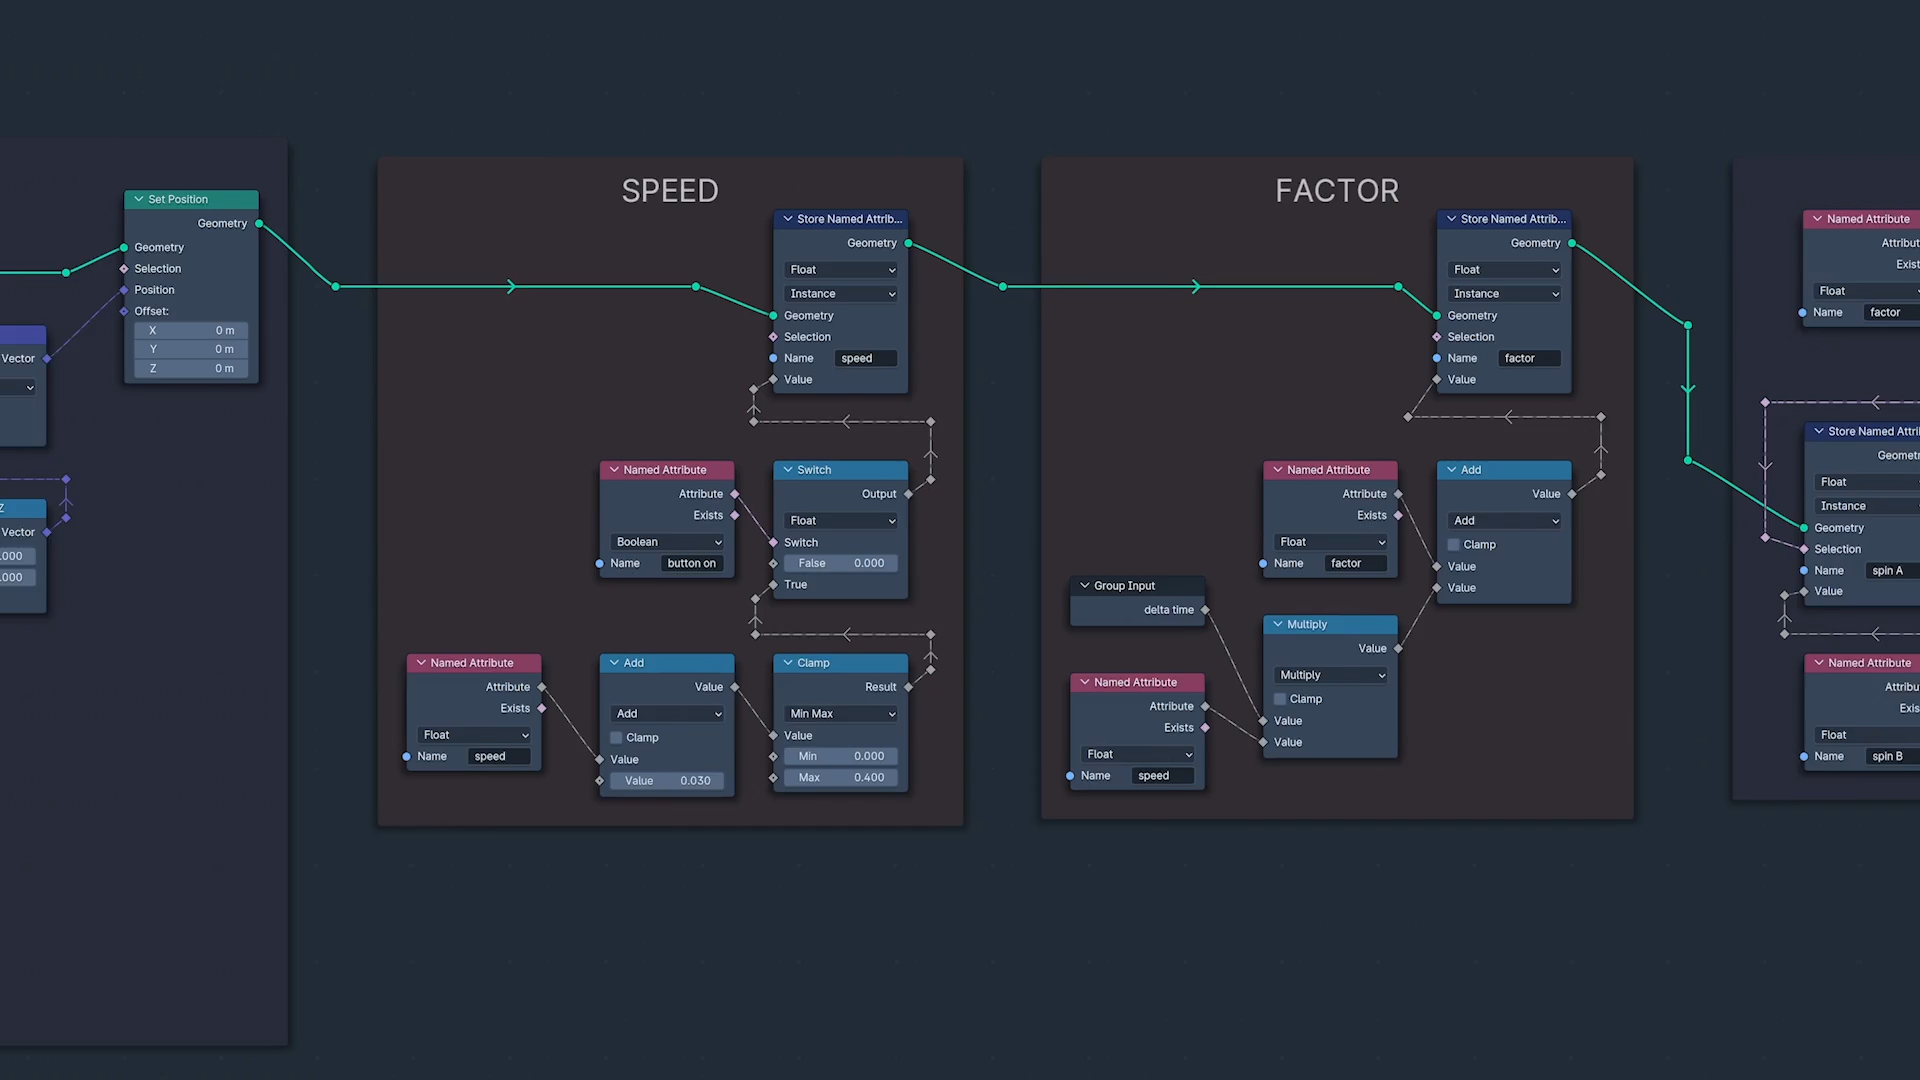 Set Position
Geometry
Geometry
Selection
Position
Offset:
X 0 m
Y 0 m
Z 0 m
Vector
Z
Vector
.000
.000
SPEED
Store Named Attrib...
Geometry
Float
Instance
Geometry
Selection
Name speed
Value
Named Attribute
Attribute
Exists
Boolean
Name button on
Switch
Output
Float
Switch
False 0.000
True
Named Attribute
Attribute
Exists
Float
Name speed
Add
Value
Add
Clamp
Value
Value 0.030
Clamp
Result
Min Max
Value
Min 0.000
Max 0.400
FACTOR
Store Named Attrib...
Geometry
Float
Instance
Geometry
Selection
Name factor
Value
Named Attribute
Attribute
Exists
Float
Name factor
Add
Value
Add
Clamp
Value
Value
Group Input
delta time
Multiply
Value
Multiply
Clamp
Value
Value
Named Attribute
Attribute
Exists
Float
Name speed
Named Attribute
Attribut
Exist
Float
Name factor
Store Named Attri
Geometr
Float
Instance
Geometry
Selection
Name spin A
Value
Named Attribute
Attribu
Exis
Float
Name spin B